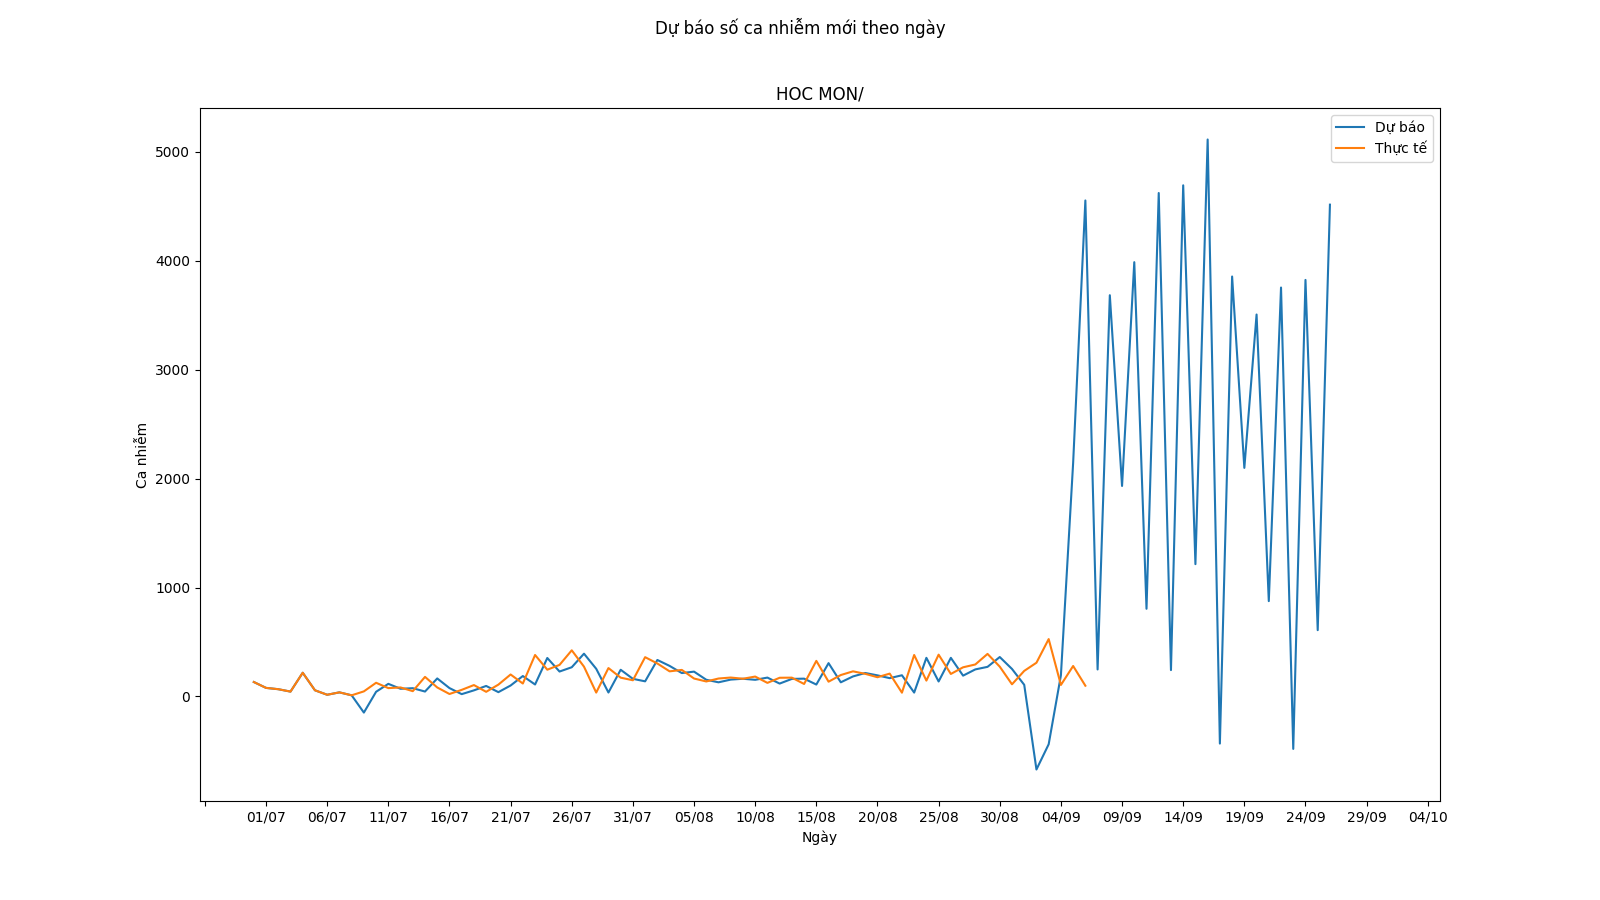 Dự báo số ca nhiễm mới theo ngày
HOC MON/
Dự báo
Thực tế
5000
4000
3000
2000
1000
0
Ca nhiễm
01/07 06/07 11/07 16/07 21/07 26/07 31/07 05/08 10/08 15/08 20/08 25/08 30/08 04/09 09/09 14/09 19/09 24/09 29/09 04/10
Ngày